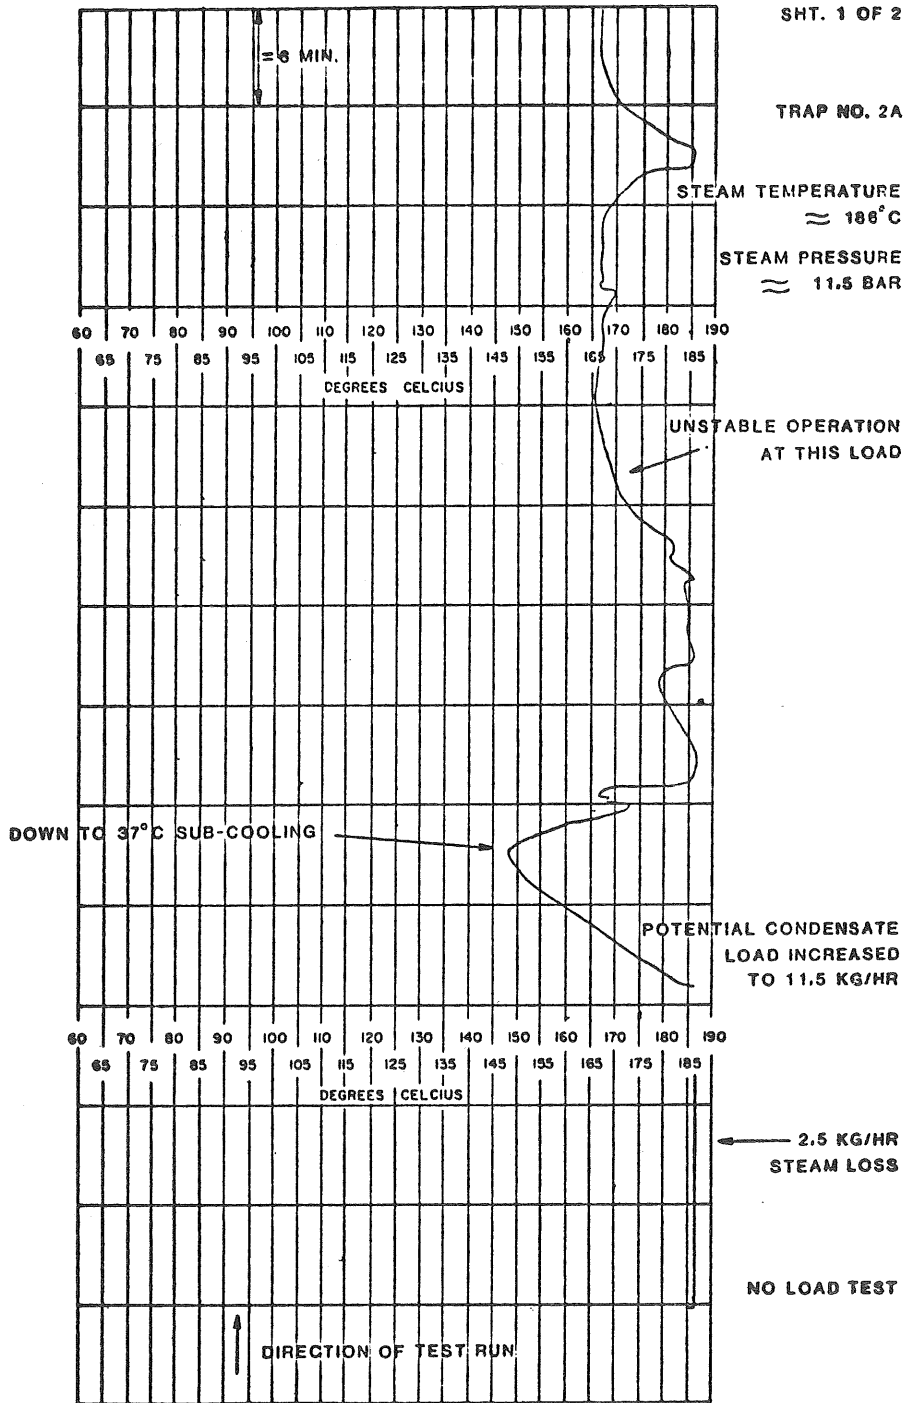 SHT. 1 OF 2
= 6 MIN.
TRAP NO. 2A
STEAM TEMPERATURE
≈ 186°C
STEAM PRESSURE
≈ 11.5 BAR
60 70 80 90 100 110 120 130 140 150 160 170 180 190
65 75 85 95 105 115 125 135 145 155 165 175 185
DEGREES CELCIUS
UNSTABLE OPERATION
AT THIS LOAD
DOWN TO 37°C SUB-COOLING
POTENTIAL CONDENSATE
LOAD INCREASED
TO 11.5 KG/HR
60 70 80 90 100 110 120 130 140 150 160 170 180 190
65 75 85 95 105 115 125 135 145 155 165 175 185
DEGREES CELCIUS
2.5 KG/HR
STEAM LOSS
NO LOAD TEST
DIRECTION OF TEST RUN